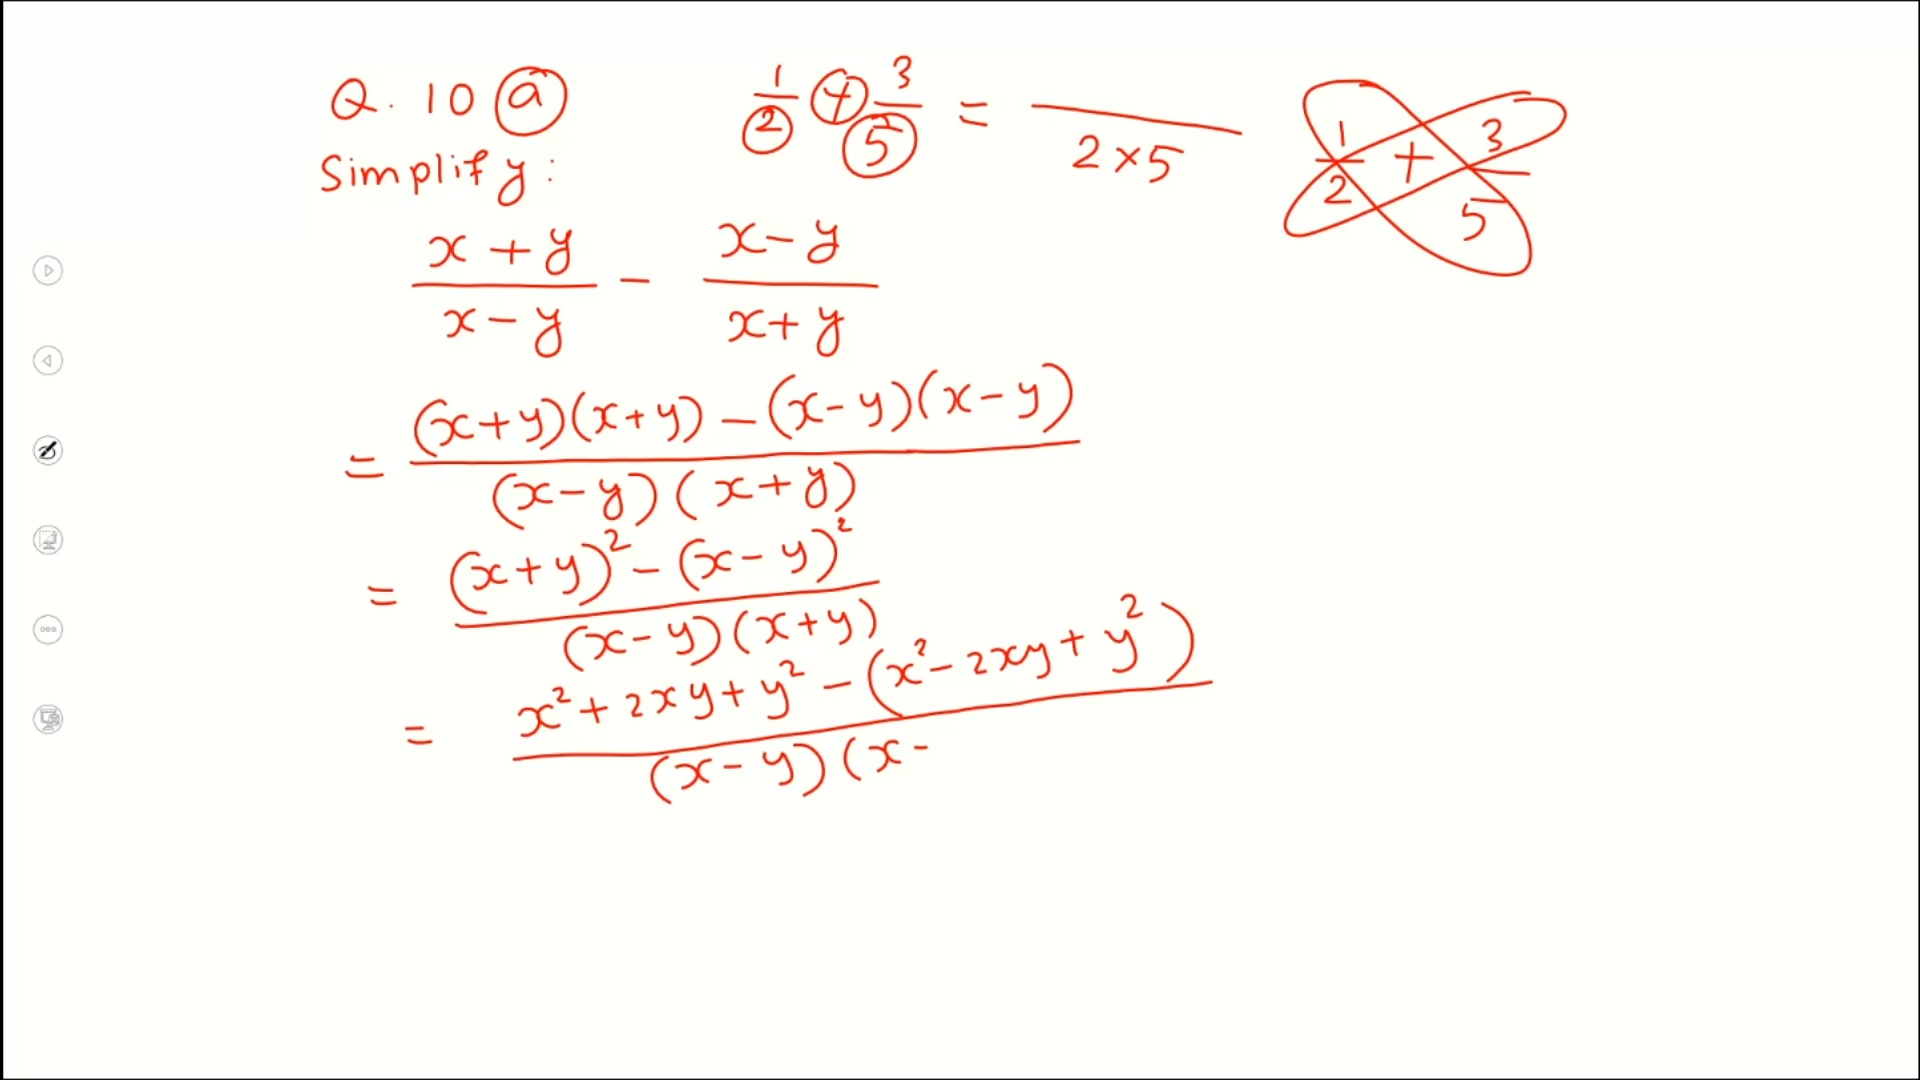 Q. 10 (a)
1/2 + 3/5 = /2×5
1/2 + 3/5
Simplify:
x+y/x-y - x-y/x+y
= (x+y)(x+y) - (x-y)(x-y)
(x-y)(x+y)
= (x+y)² - (x-y)²
(x-y)(x+y)
= x² + 2xy + y² - (x² - 2xy + y²)
(x-y)(x-